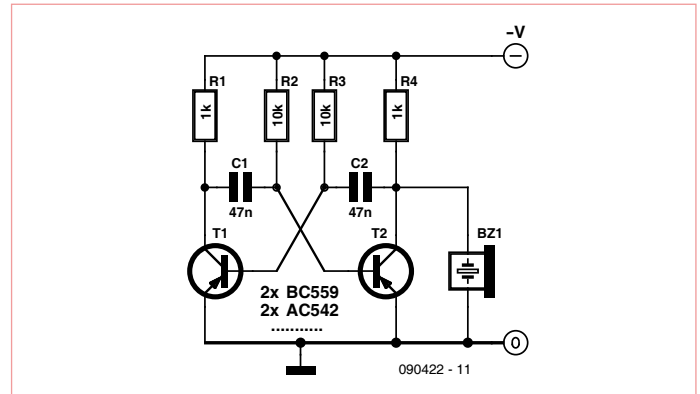 –V
R1
R2
R3
R4
1k
10k
10k
1k
C1
C2
47n
47n
T1
T2
BZ1
2x BC559
2x AC542
...........
0
090422 - 11